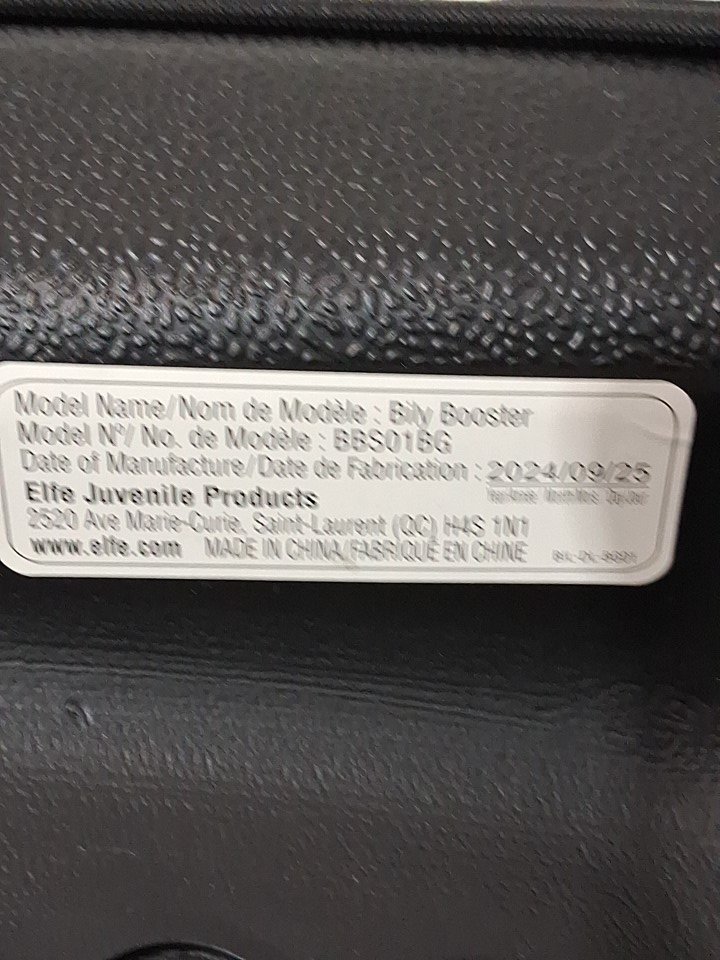 Model Name/Nom de Modèle : Bily Booster
Model N°/ No. de Modèle : BBS01BG
Date of Manufacture/Date de Fabrication : 2024/09/25
Elfe Juvenile Products
2520 Ave Marie-Curie, Saint-Laurent (QC) H4S 1N1
www.elfe.com MADE IN CHINA/FABRIQUÉ EN CHINE